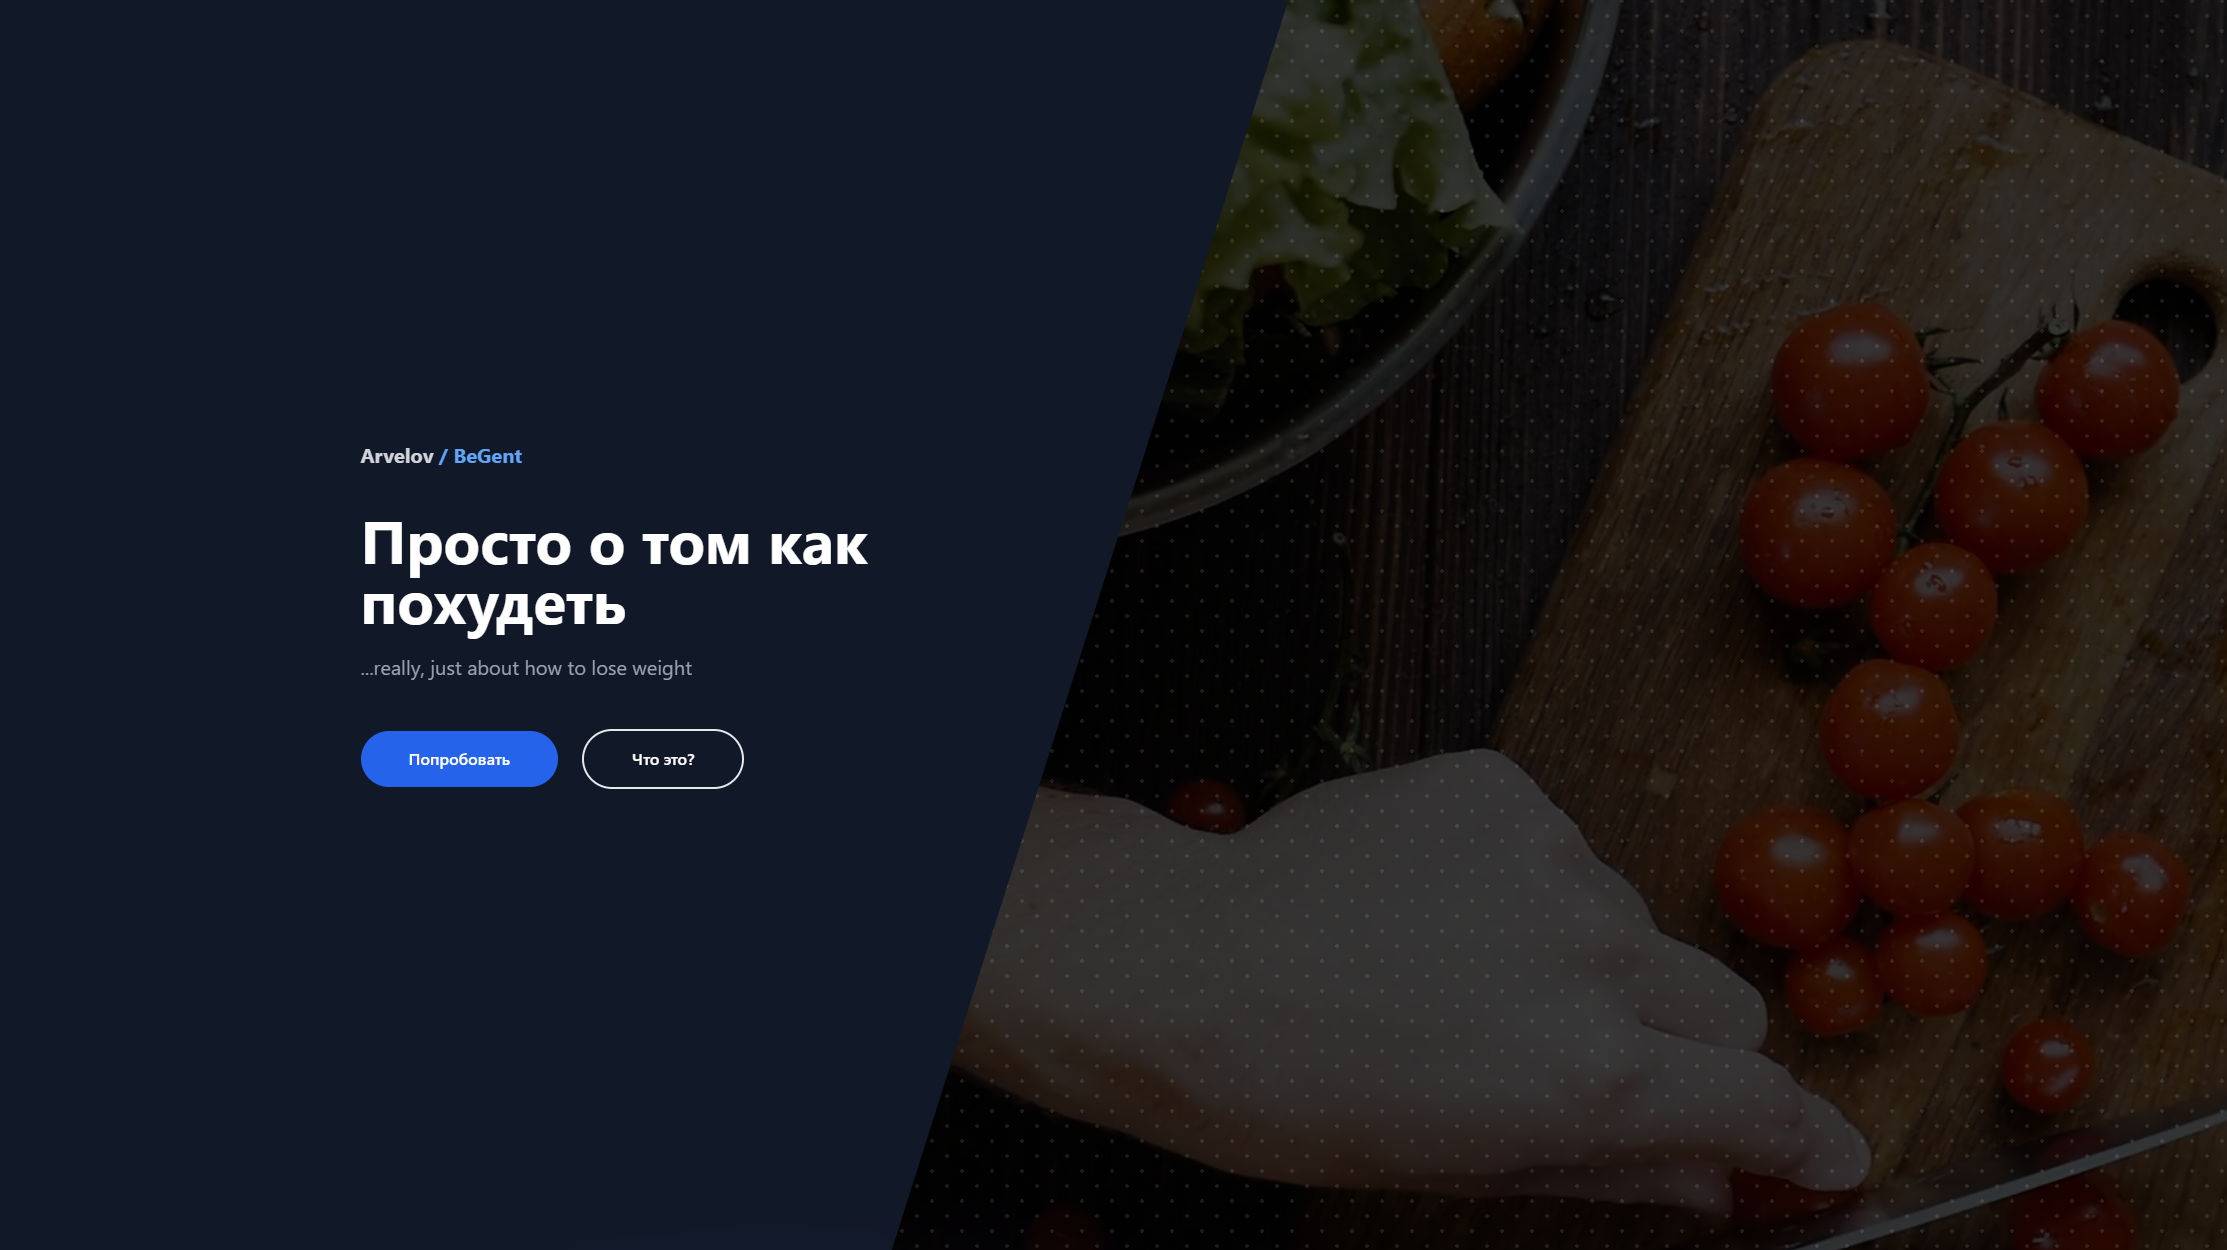 Arvelov / BeGent
Просто о том как
похудеть
...really, just about how to lose weight
Попробовать
Что это?